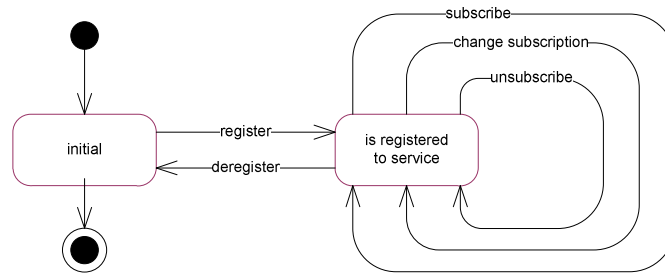 subscribe
change subscription
unsubscribe
initial
register
deregister
is registered
to service